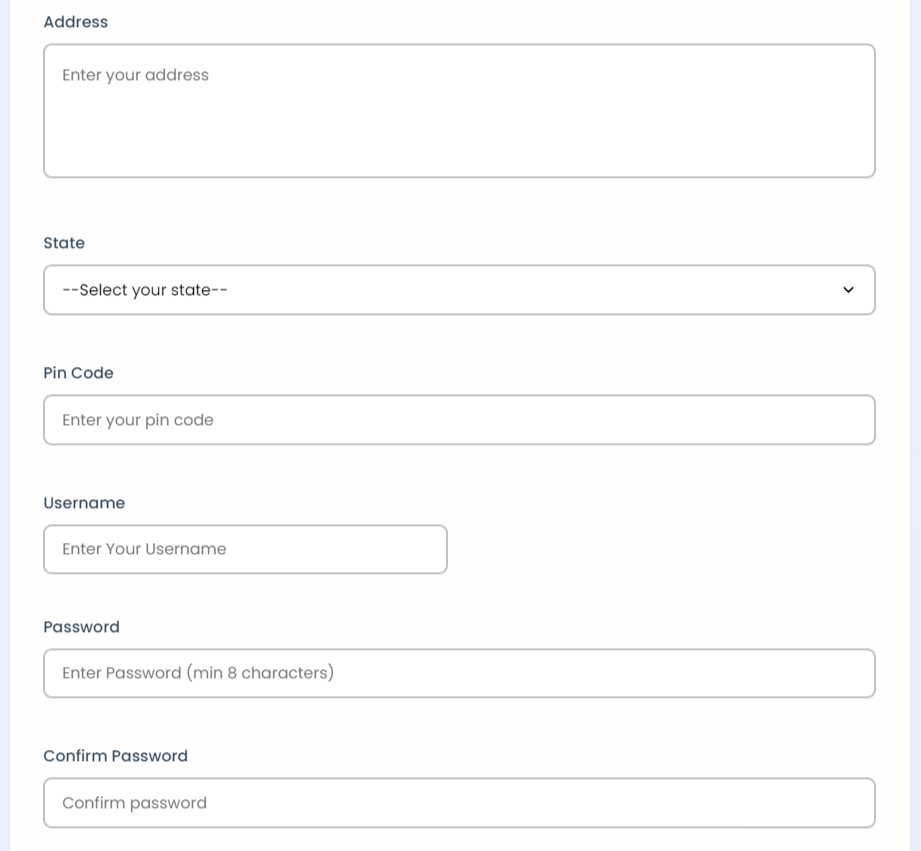 Address
Enter your address
State
--Select your state--
Pin Code
Enter your pin code
Username
Enter Your Username
Password
Enter Password (min 8 characters)
Confirm Password
Confirm password